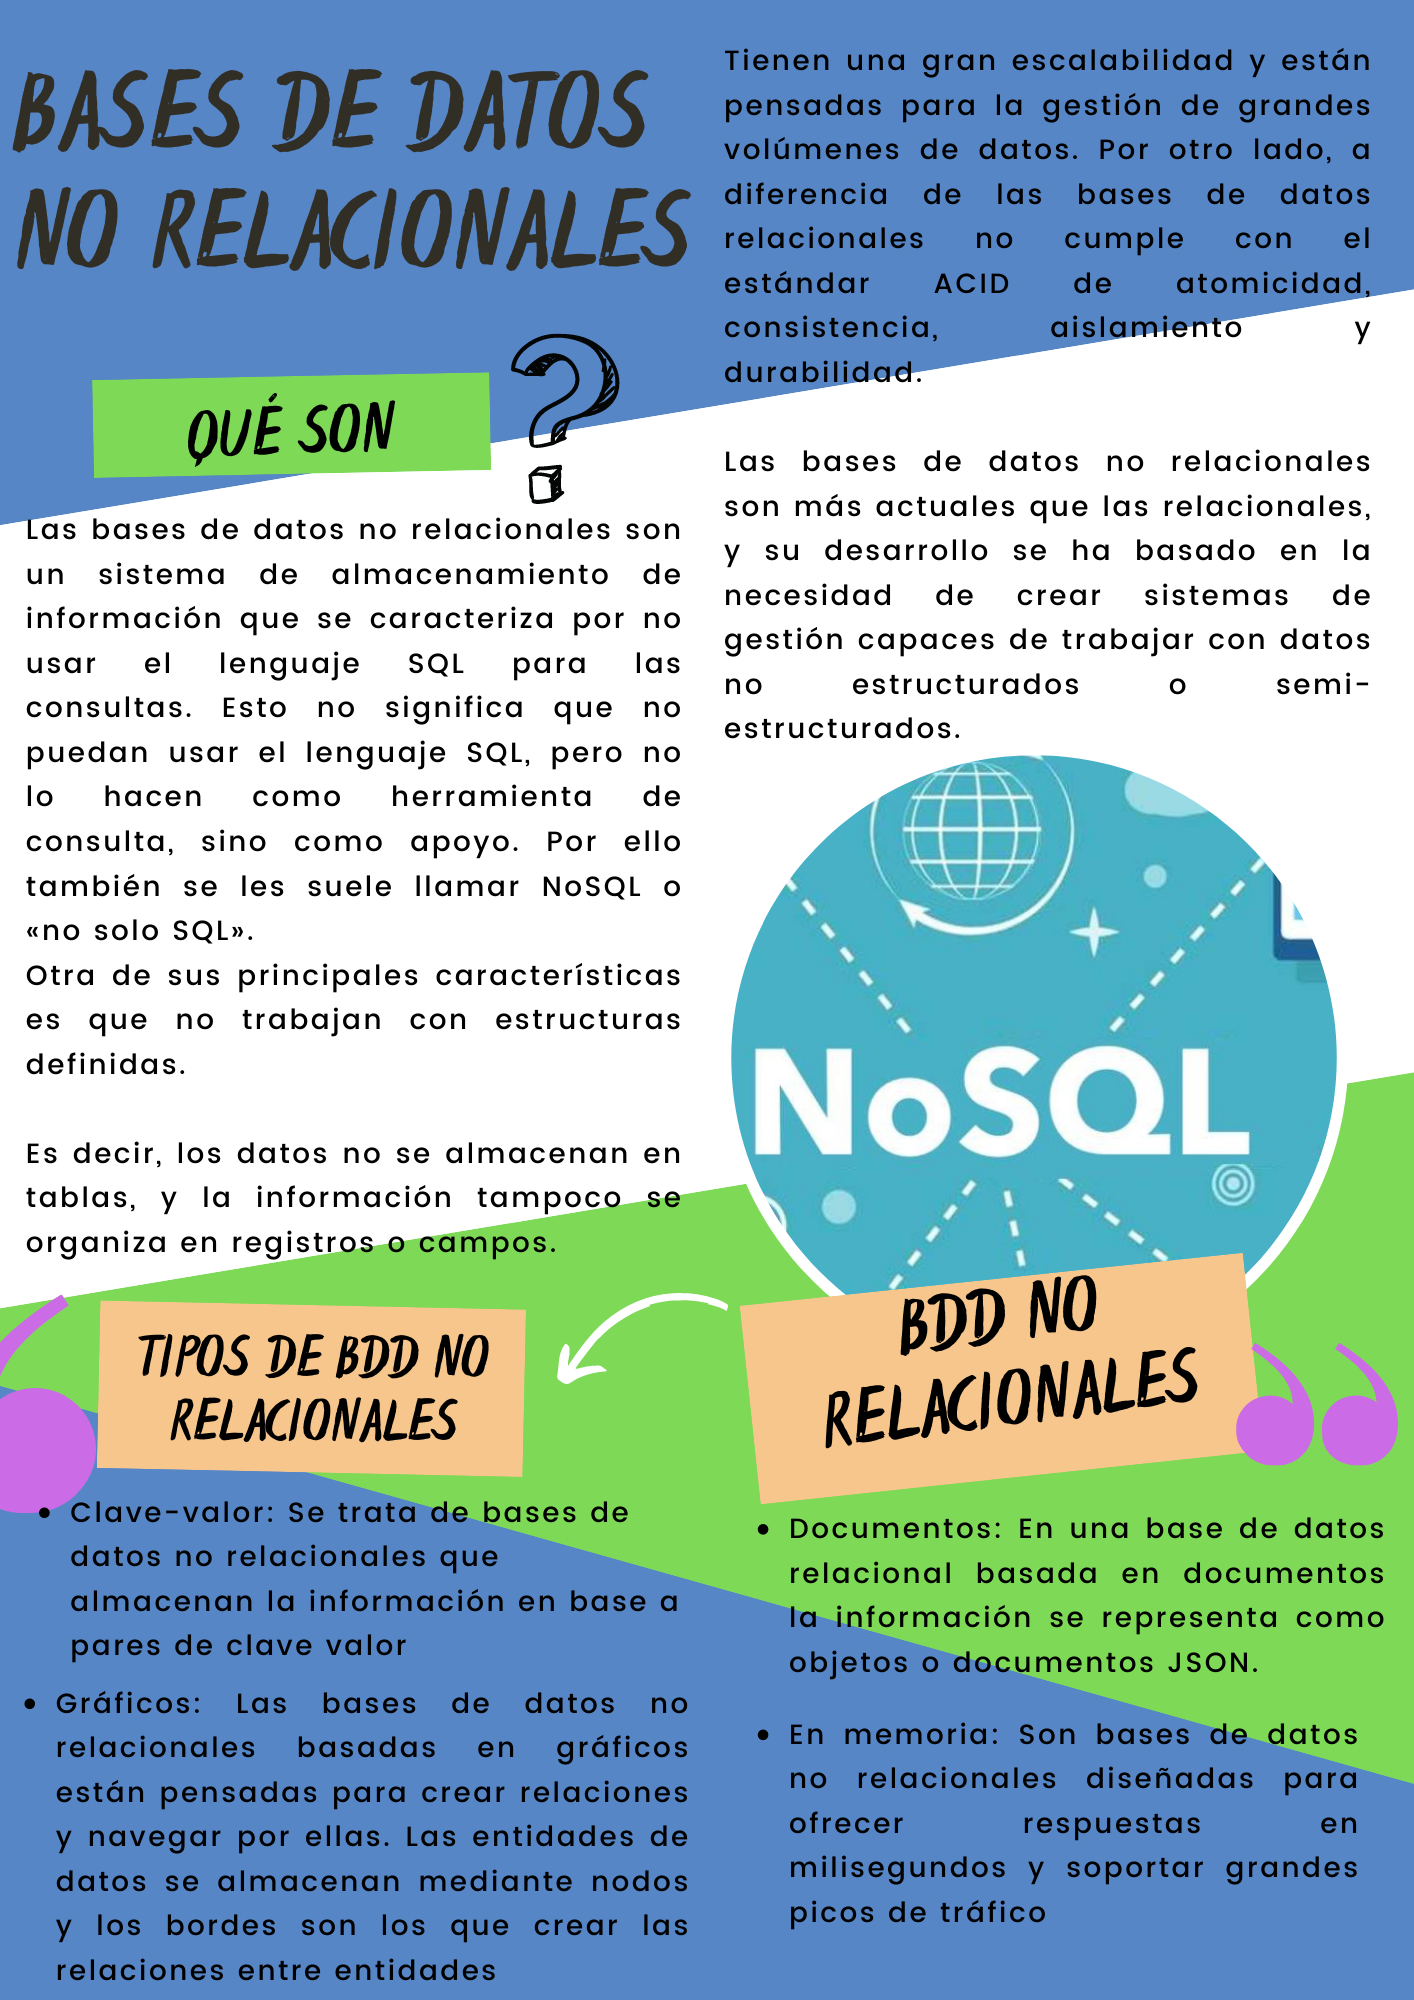 BASES DE DATOS
NO RELACIONALES
QUÉ SON
?
Las bases de datos no relacionales son
un sistema de almacenamiento de
información que se caracteriza por no
usar el lenguaje SQL para las
consultas. Esto no significa que no
puedan usar el lenguaje SQL, pero no
lo hacen como herramienta de
consulta, sino como apoyo. Por ello
también se les suele llamar NoSQL o
«no solo SQL».
Otra de sus principales características
es que no trabajan con estructuras
definidas.
Es decir, los datos no se almacenan en
tablas, y la información tampoco se
organiza en registros o campos.
Tienen una gran escalabilidad y están
pensadas para la gestión de grandes
volúmenes de datos. Por otro lado, a
diferencia de las bases de datos
relacionales no cumple con el
estándar ACID de atomicidad,
consistencia, aislamiento y
durabilidad.
Las bases de datos no relacionales
son más actuales que las relacionales,
y su desarrollo se ha basado en la
necesidad de crear sistemas de
gestión capaces de trabajar con datos
no estructurados o semi-
estructurados.
NoSQL
BDD NO
RELACIONALES
TIPOS DE BDD NO
RELACIONALES
• Clave-valor: Se trata de bases de
datos no relacionales que
almacenan la información en base a
pares de clave valor
• Gráficos: Las bases de datos no
relacionales basadas en gráficos
están pensadas para crear relaciones
y navegar por ellas. Las entidades de
datos se almacenan mediante nodos
y los bordes son los que crear las
relaciones entre entidades
• Documentos: En una base de datos
relacional basada en documentos
la información se representa como
objetos o documentos JSON.
• En memoria: Son bases de datos
no relacionales diseñadas para
ofrecer respuestas en
milisegundos y soportar grandes
picos de tráfico